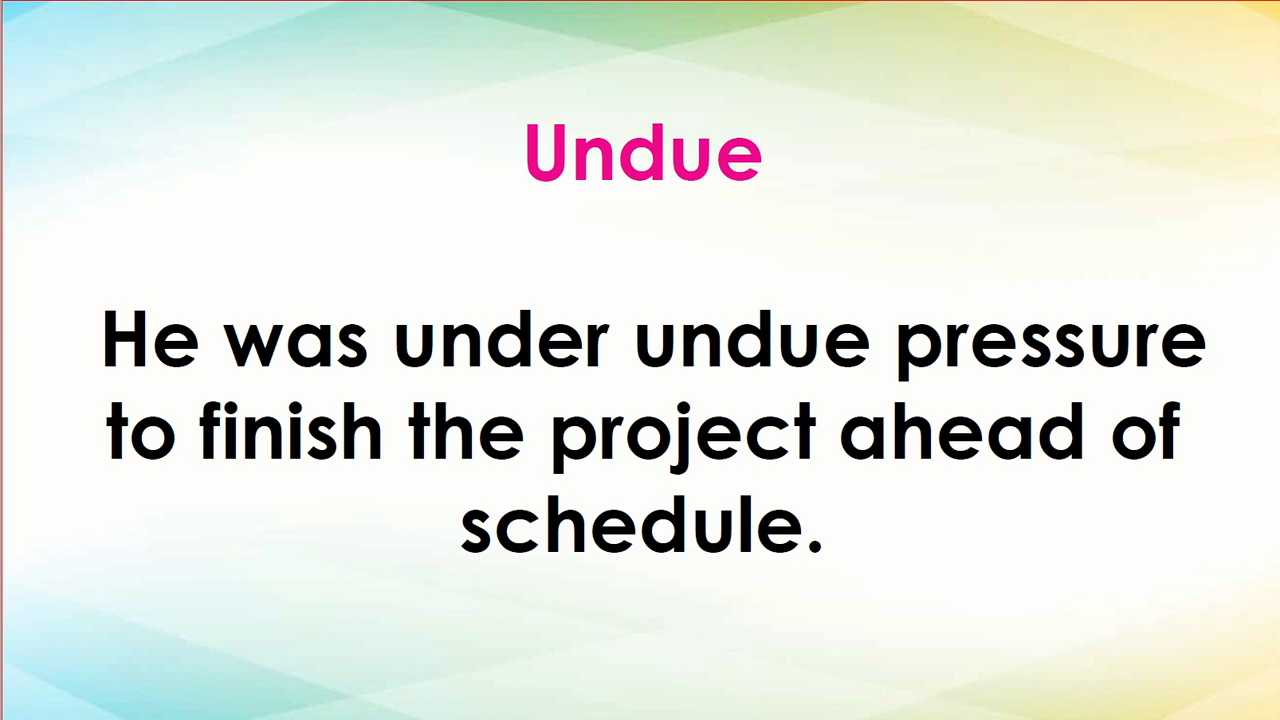 Undue
He was under undue pressure
to finish the project ahead of
schedule.